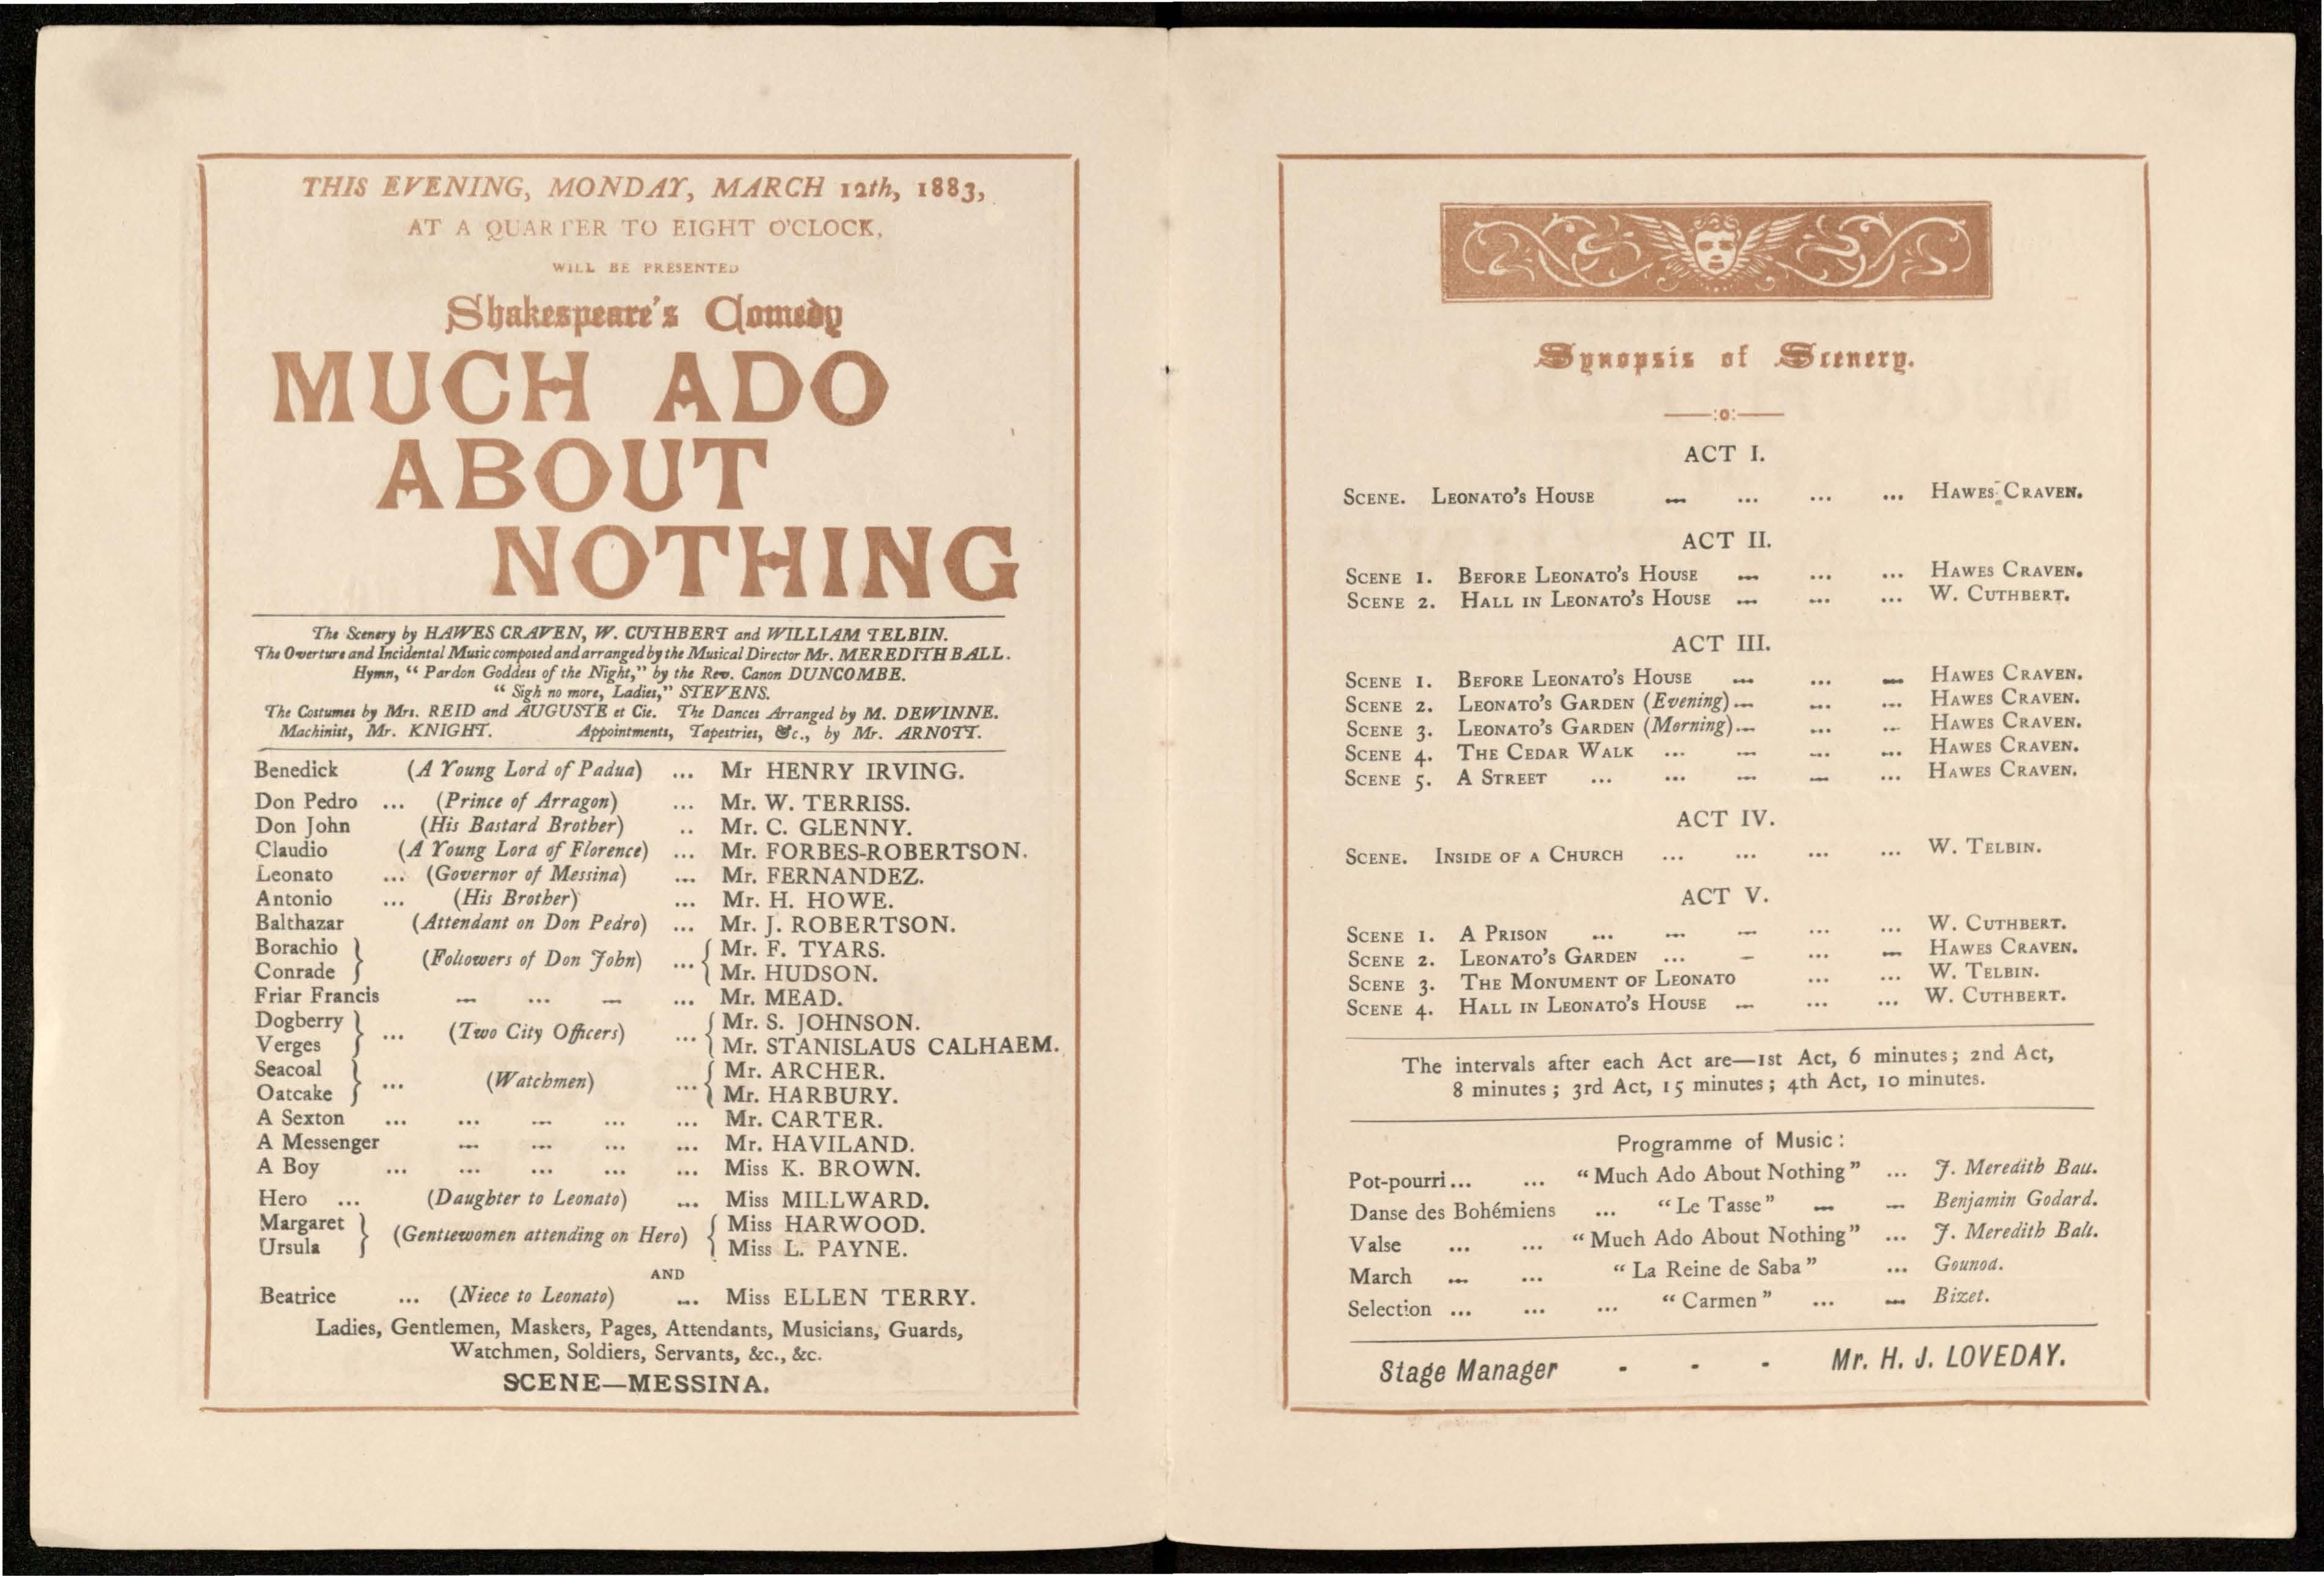 THIS EVENING, MONDAY, MARCH 12th, 1883,
AT A QUARTER TO EIGHT O'CLOCK,
WILL BE PRESENTED
Shakespeare's Comedy
MUCH ADO
ABOUT
NOTHING
The Scenery by HAWES CRAVEN, W. CUTHBERT and WILLIAM TELBIN.
The Overture and Incidental Music composed and arranged by the Musical Director Mr. MEREDITH BALL.
Hymn, "Pardon Goddess of the Night," by the Rev. Canon DUNCOMBE.
"Sigh no more, Ladies," STEVENS.
The Costumes by Mrs. REID and AUGUSTE et Cie. The Dances Arranged by M. DEWINNE.
Machinist, Mr. KNIGHT. Appointments, Tapestries, &c., by Mr. ARNOTT.
Benedick (A Young Lord of Padua) ... Mr HENRY IRVING.
Don Pedro ... (Prince of Arragon) ... Mr. W. TERRISS.
Don John (His Bastard Brother) .. Mr. C. GLENNY.
Claudio (A Young Lord of Florence) ... Mr. FORBES-ROBERTSON.
Leonato ... (Governor of Messina) ... Mr. FERNANDEZ.
Antonio ... (His Brother) ... Mr. H. HOWE.
Balthazar (Attendant on Don Pedro) ... Mr. J. ROBERTSON.
Borachio } { Mr. F. TYARS.
(Followers of Don John) ...
Conrade } { Mr. HUDSON.
Friar Francis ... ... ... ... Mr. MEAD.
Dogberry } { Mr. S. JOHNSON.
... (Two City Officers) ...
Verges } { Mr. STANISLAUS CALHAEM.
Seacoal } { Mr. ARCHER.
... (Watchmen) ...
Oatcake } { Mr. HARBURY.
A Sexton ... ... ... ... ... Mr. CARTER.
A Messenger ... ... ... ... Mr. HAVILAND.
A Boy ... ... ... ... ... Miss K. BROWN.
Hero ... (Daughter to Leonato) ... Miss MILLWARD.
Margaret } { Miss HARWOOD.
(Gentlewomen attending on Hero)
Ursula } { Miss L. PAYNE.
AND
Beatrice ... (Niece to Leonato) ... Miss ELLEN TERRY.
Ladies, Gentlemen, Maskers, Pages, Attendants, Musicians, Guards,
Watchmen, Soldiers, Servants, &c., &c.
SCENE—MESSINA.
Synopsis of Scenery.
—:o:—
ACT I.
SCENE. LEONATO'S HOUSE ... ... ... ... HAWES CRAVEN.
ACT II.
SCENE 1. BEFORE LEONATO'S HOUSE ... ... ... HAWES CRAVEN.
SCENE 2. HALL IN LEONATO'S HOUSE ... ... ... W. CUTHBERT.
ACT III.
SCENE 1. BEFORE LEONATO'S HOUSE ... ... ... HAWES CRAVEN.
SCENE 2. LEONATO'S GARDEN (Evening) ... ... ... HAWES CRAVEN.
SCENE 3. LEONATO'S GARDEN (Morning) ... ... ... HAWES CRAVEN.
SCENE 4. THE CEDAR WALK ... ... ... ... HAWES CRAVEN.
SCENE 5. A STREET ... ... ... ... ... HAWES CRAVEN.
ACT IV.
SCENE. INSIDE OF A CHURCH ... ... ... ... W. TELBIN.
ACT V.
SCENE 1. A PRISON ... ... ... ... ... W. CUTHBERT.
SCENE 2. LEONATO'S GARDEN ... ... ... ... HAWES CRAVEN.
SCENE 3. THE MONUMENT OF LEONATO ... ... W. TELBIN.
SCENE 4. HALL IN LEONATO'S HOUSE ... ... ... W. CUTHBERT.
The intervals after each Act are—1st Act, 6 minutes; 2nd Act,
8 minutes; 3rd Act, 15 minutes; 4th Act, 10 minutes.
Programme of Music:
Pot-pourri ... ... "Much Ado About Nothing" ... J. Meredith Ball.
Danse des Bohémiens ... "Le Tasse" ... ... Benjamin Godard.
Valse ... ... "Much Ado About Nothing" ... J. Meredith Ball.
March ... ... "La Reine de Saba" ... Gounod.
Selection ... ... ... "Carmen" ... ... Bizet.
Stage Manager - - - Mr. H. J. LOVEDAY.